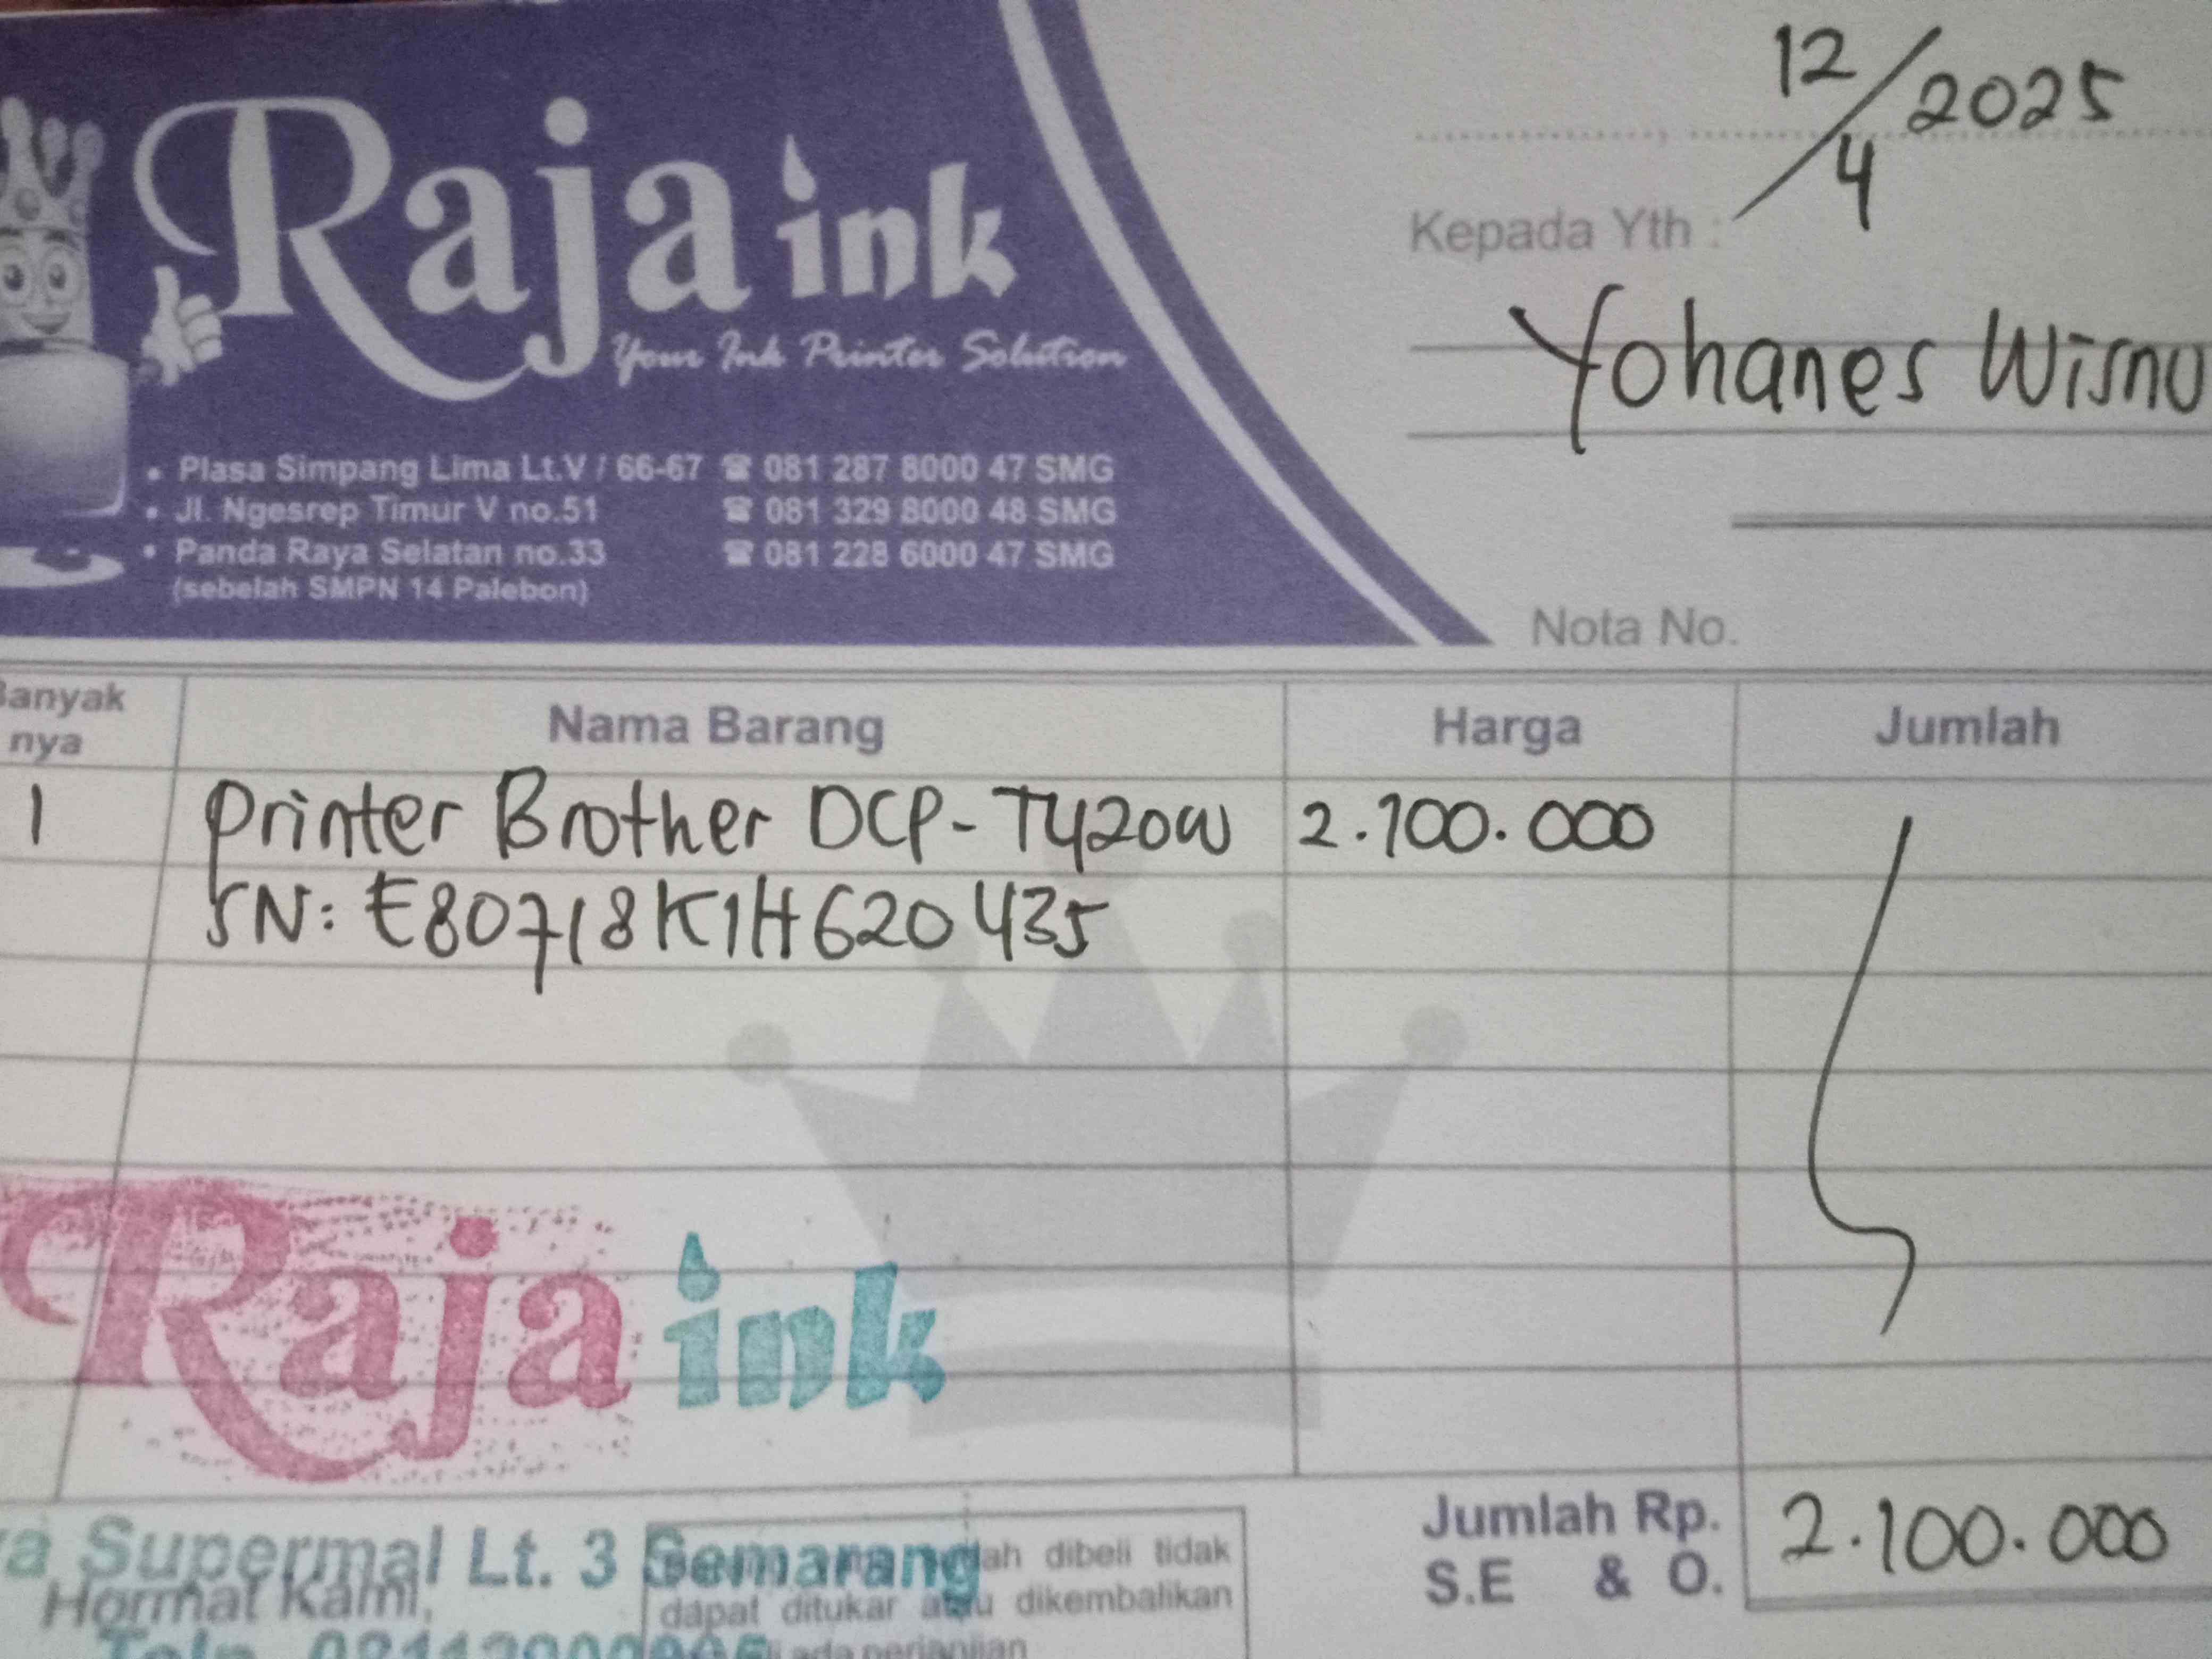 Raja ink
Your Ink Printer Solution
• Plasa Simpang Lima Lt.V / 66-67 ☎ 081 287 8000 47 SMG
• Jl. Ngesrep Timur V no.51 ☎ 081 329 8000 48 SMG
• Panda Raya Selatan no.33 ☎ 081 228 6000 47 SMG
(sebelah SMPN 14 Palebon)
12/4 2025
Kepada Yth :
Yohanes Wisnu
Nota No.
Banyak nya Nama Barang Harga Jumlah
1 Printer Brother DCP-T420W 2.100.000
SN: E80718K1H620435
Raja ink
Supermal Lt. 3 Semarang
Hormat Kami,
Telp.
dibeli tidak
dapat ditukar atau dikembalikan
ada perjanjian
Jumlah Rp. 2.100.000
S.E & O.